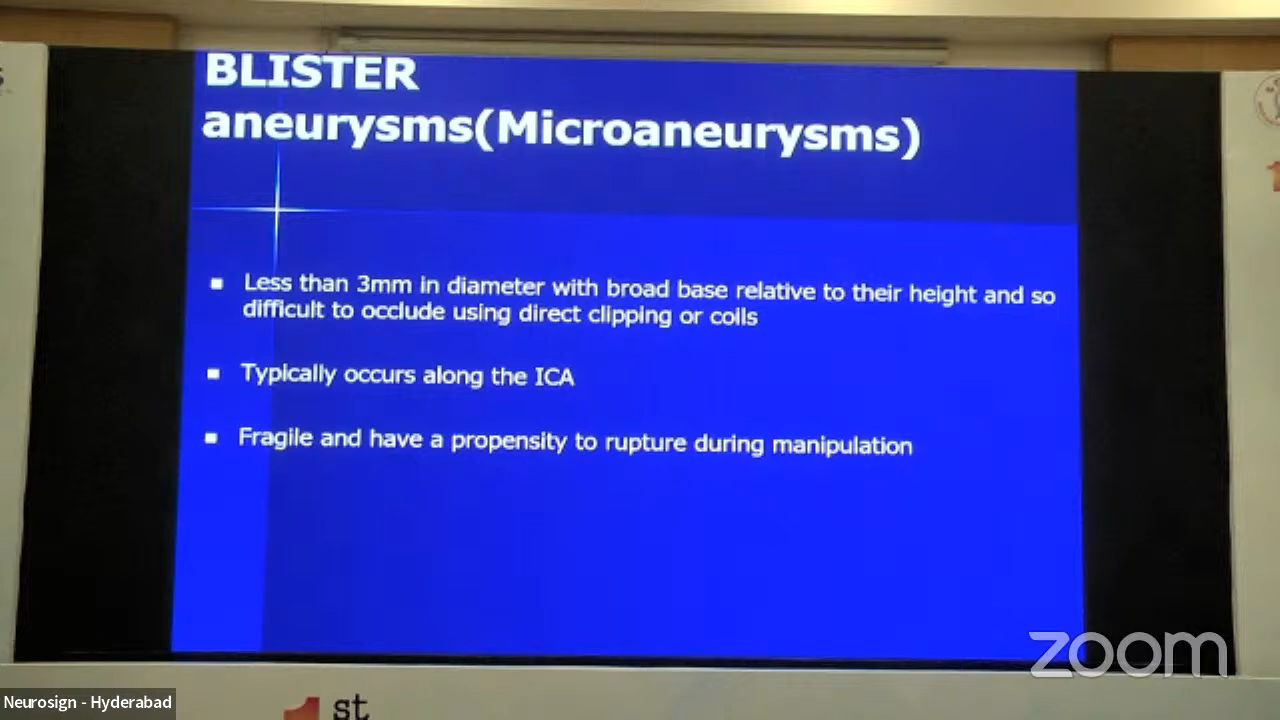 BLISTER
aneurysms(Microaneurysms)
Less than 3mm in diameter with broad base relative to their height and so
difficult to occlude using direct clipping or coils
Typically occurs along the ICA
Fragile and have a propensity to rupture during manipulation
zoom
Neurosign - Hyderabad
1st